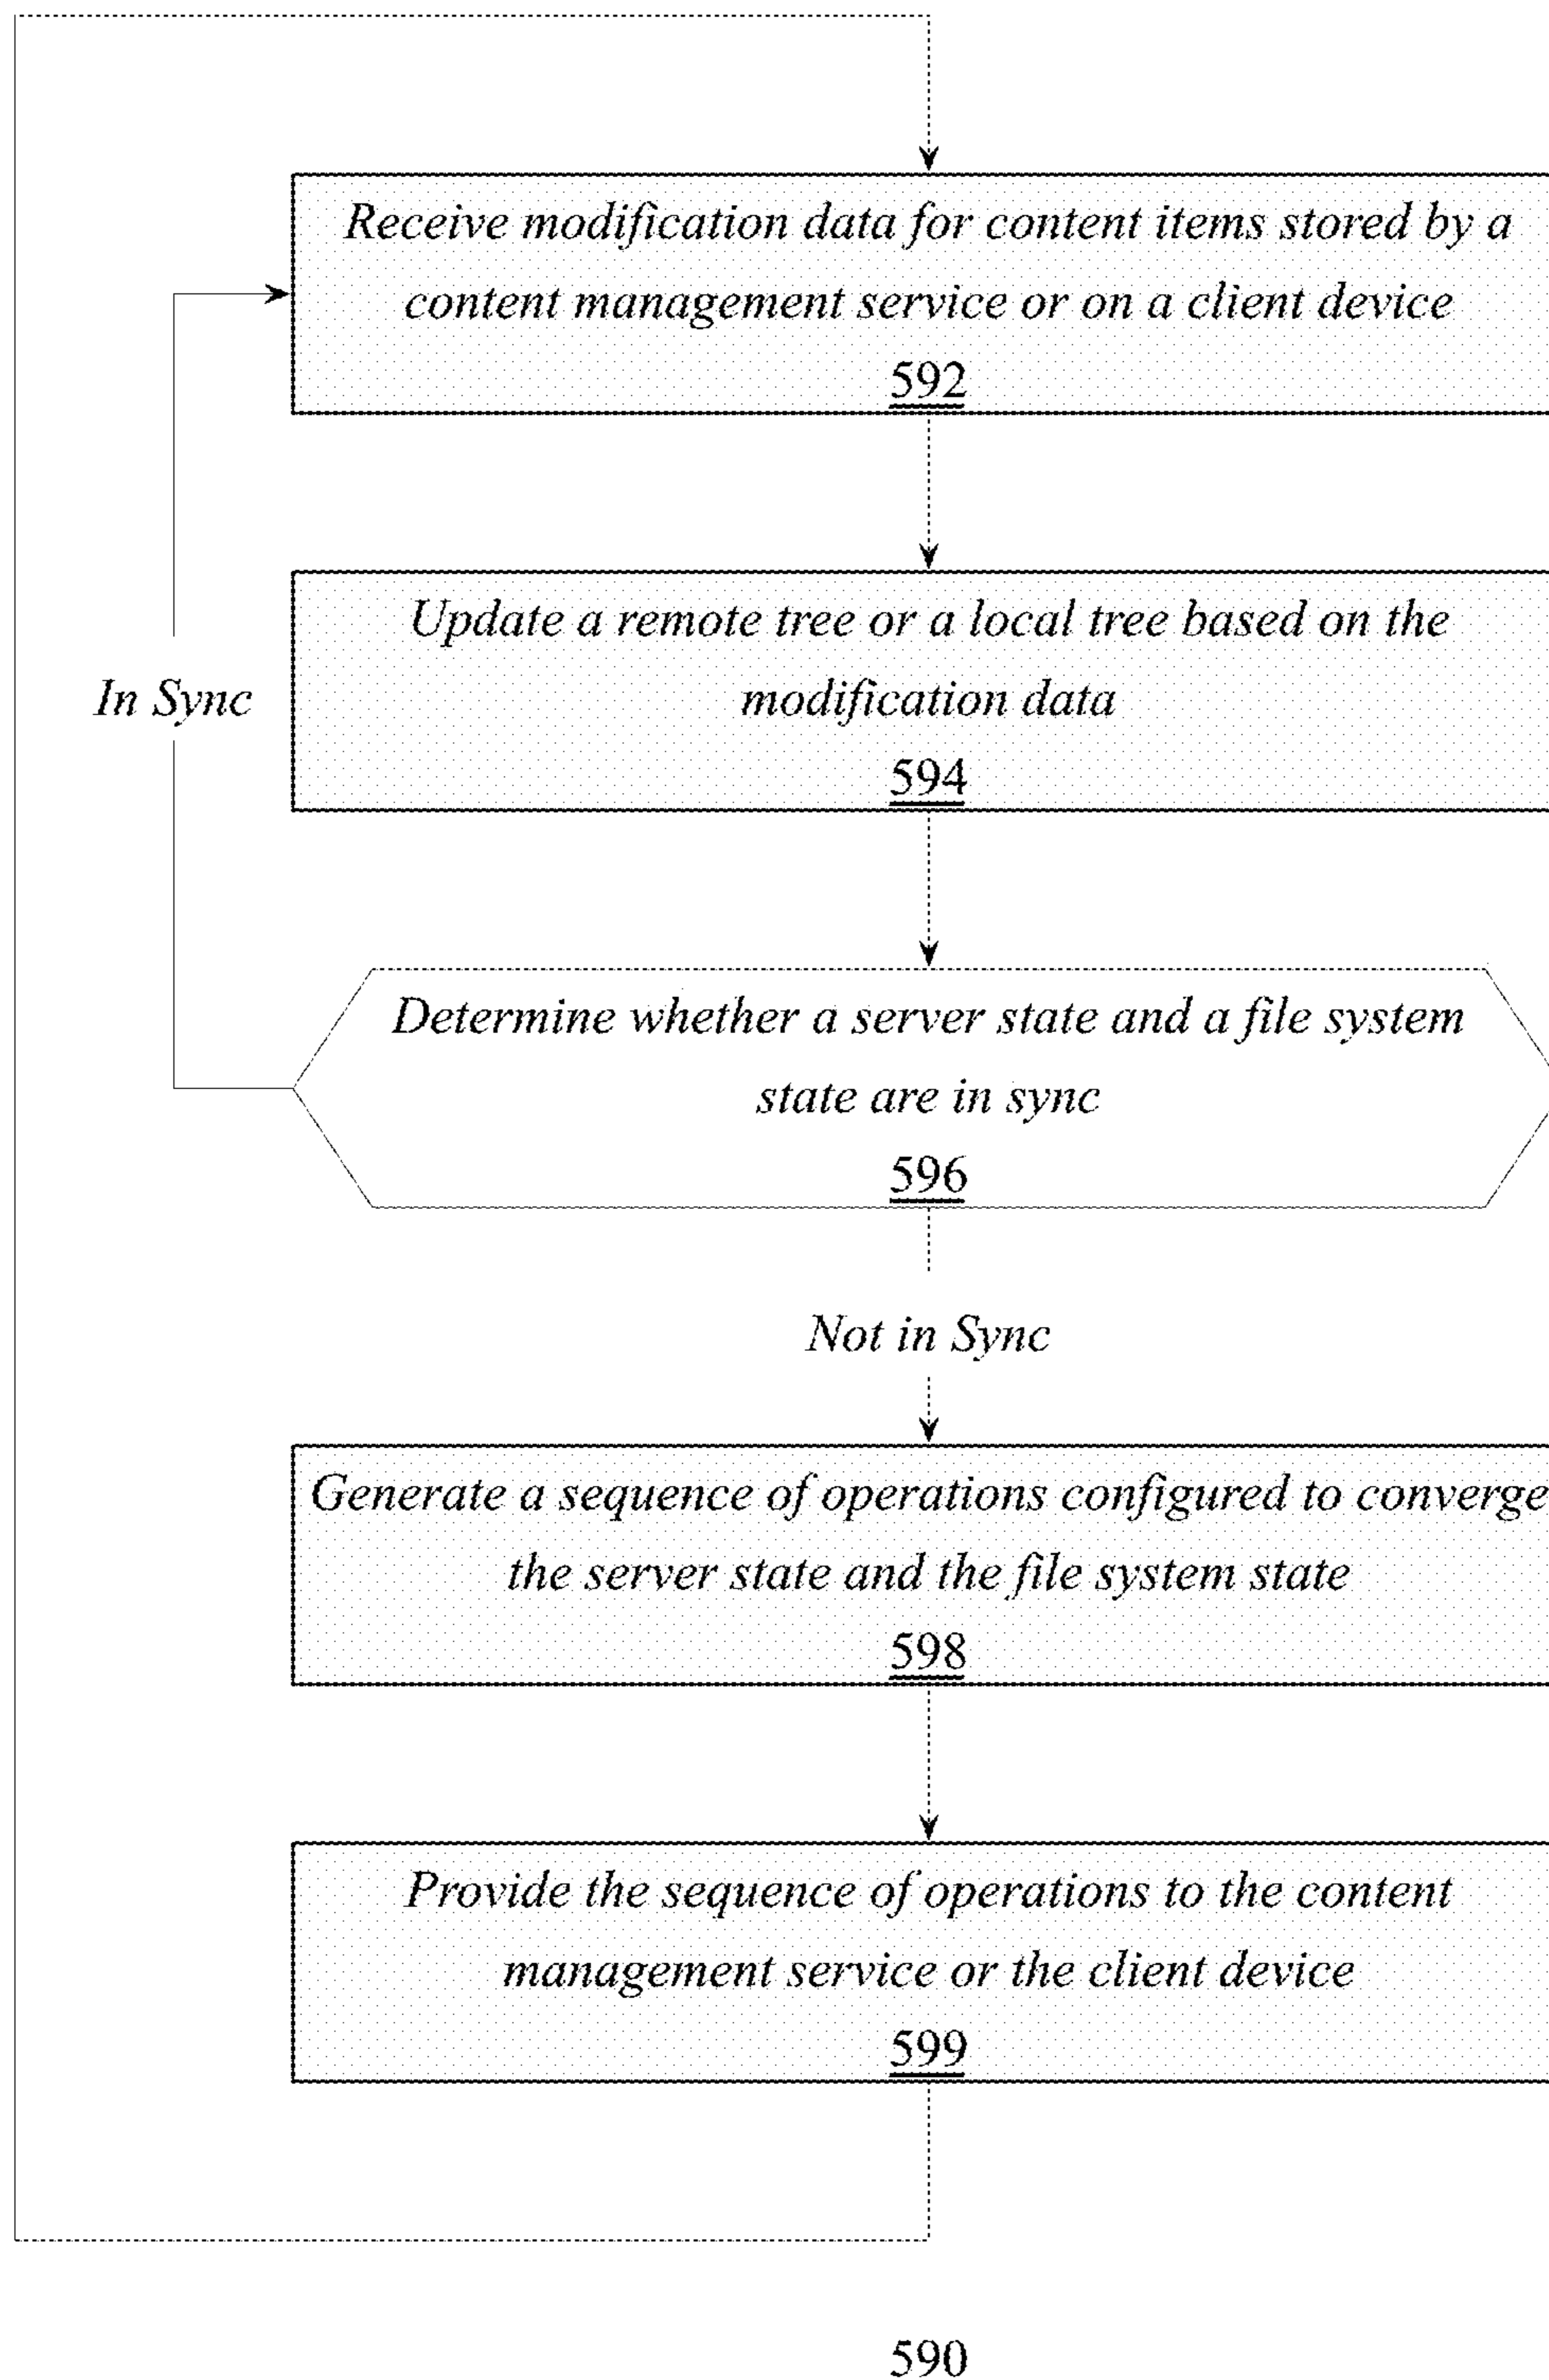 Receive modification data for content items stored by a
content management service or on a client device
592
Update a remote tree or a local tree based on the
modification data
594
In Sync
Determine whether a server state and a file system
state are in sync
596
Not in Sync
Generate a sequence of operations configured to converge
the server state and the file system state
598
Provide the sequence of operations to the content
management service or the client device
599
590